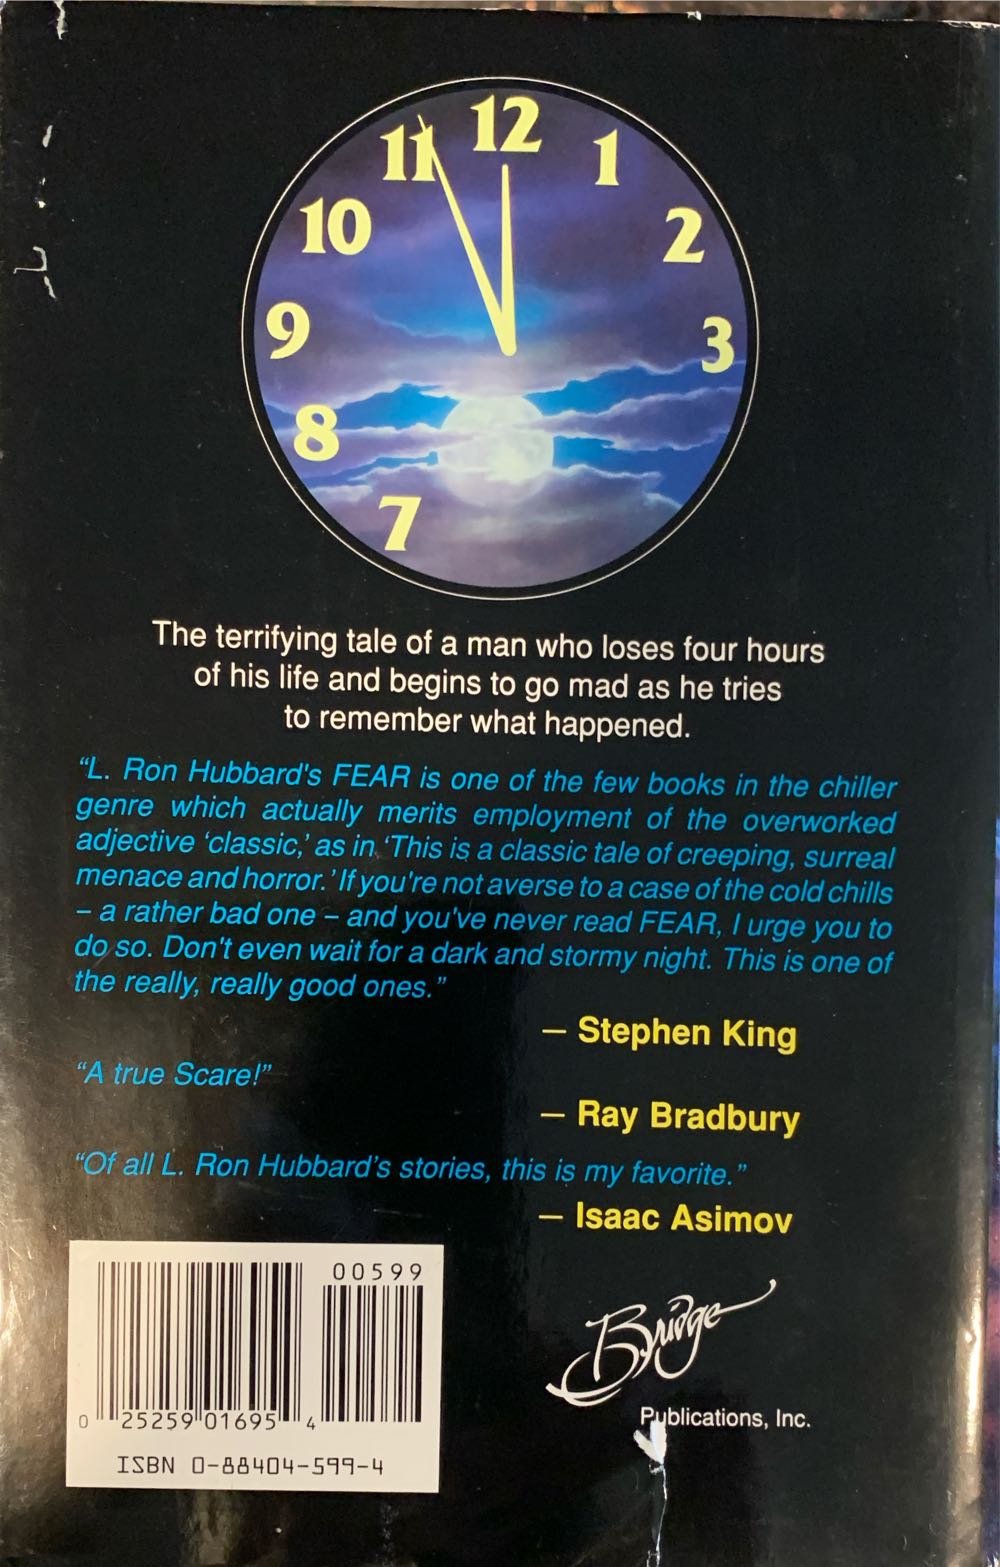 12
11
1
10
2
9
3
8
7
The terrifying tale of a man who loses four hours
of his life and begins to go mad as he tries
to remember what happened.
“L. Ron Hubbard's FEAR is one of the few books in the chiller
genre which actually merits employment of the overworked
adjective ‘classic,’ as in ‘This is a classic tale of creeping, surreal
menace and horror.’ If you're not averse to a case of the cold chills
– a rather bad one – and you've never read FEAR, I urge you to
do so. Don't even wait for a dark and stormy night. This is one of
the really, really good ones.”
– Stephen King
“A true Scare!”
– Ray Bradbury
“Of all L. Ron Hubbard’s stories, this is my favorite.”
– Isaac Asimov
00599
0 25259 01695 4
ISBN 0-88404-599-4
Bridge
Publications, Inc.